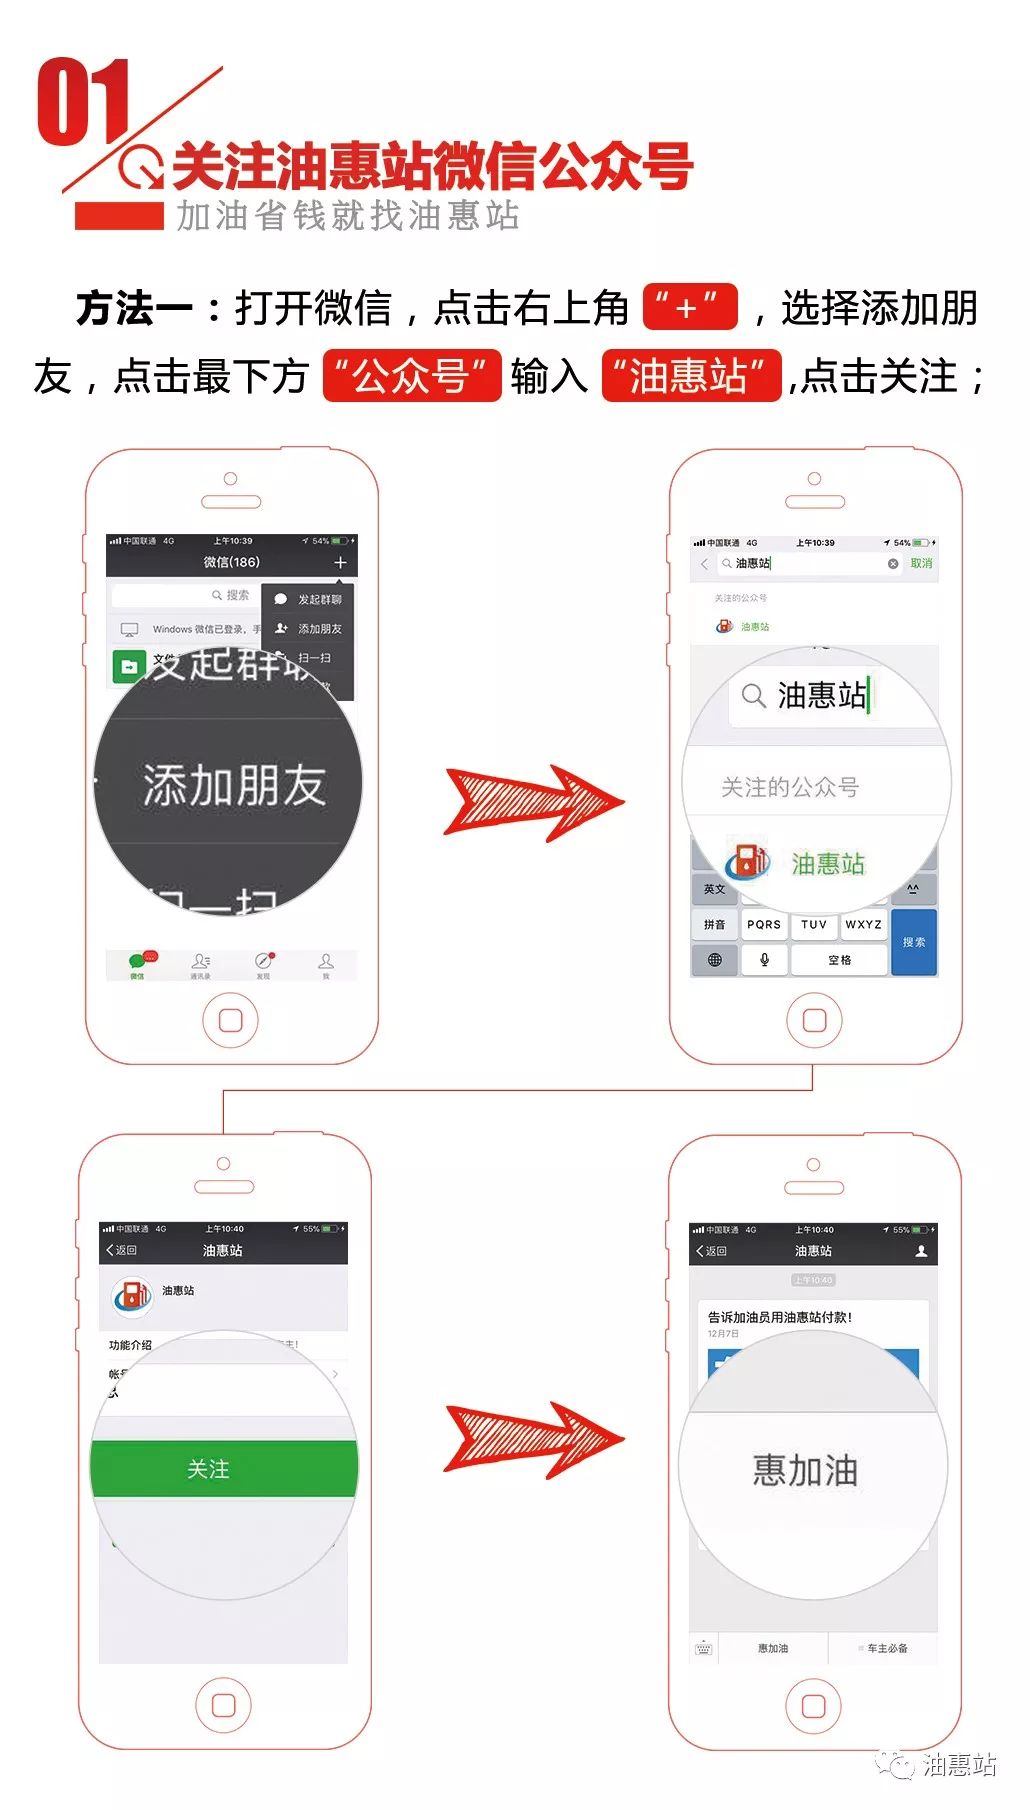 01
关注油惠站微信公众号
加油省钱就找油惠站
方法一：打开微信，点击右上角“+”，选择添加朋
友，点击最下方“公众号”输入“油惠站”,点击关注；
中国联通 4G 上午10:39 54%
微信(186)
搜索
发起群聊
Windows 微信已登录，手
添加朋友
文件
扫一扫
发起群聊
添加朋友
扫一扫
微信 通讯录 发现 我
中国联通 4G 上午10:39 54%
油惠站 取消
关注的公众号
油惠站
油惠站
关注的公众号
油惠站
英文 ^^
拼音 PQRS TUV WXYZ 搜索
空格
中国联通 4G 上午10:40 55%
返回 油惠站
油惠站
功能介绍 主!
帐
关注
中国联通 4G 上午10:40 55%
返回 油惠站
上午10:40
告诉加油员用油惠站付款!
12月7日
惠加油
惠加油 车主必备
油惠站